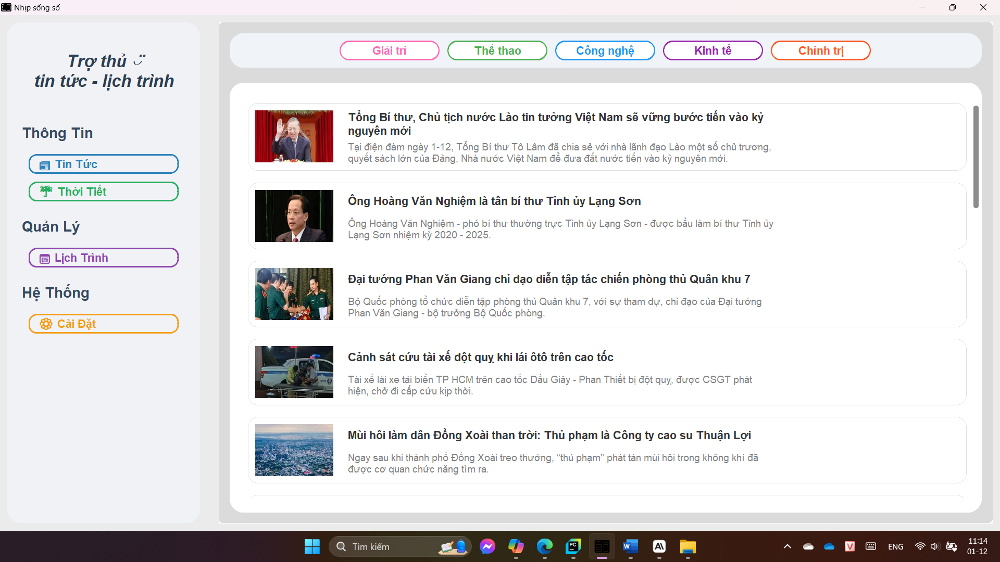 Nhịp sống số
Trợ thủ
tin tức - lịch trình
Thông Tin
Tin Tức
Thời Tiết
Quản Lý
Lịch Trình
Hệ Thống
Cài Đặt
Giải trí
Thể thao
Công nghệ
Kinh tế
Chính trị
Tổng Bí thư, Chủ tịch nước Lào tin tưởng Việt Nam sẽ vững bước tiến vào kỷ
nguyên mới
Tại điện đàm ngày 1-12, Tổng Bí thư Tô Lâm đã chia sẻ với nhà lãnh đạo Lào một số chủ trương,
quyết sách lớn của Đảng, Nhà nước Việt Nam để đưa đất nước tiến vào kỷ nguyên mới.
Ông Hoàng Văn Nghiệm là tân bí thư Tỉnh ủy Lạng Sơn
Ông Hoàng Văn Nghiệm - phó bí thư thường trực Tỉnh ủy Lạng Sơn - được bầu làm bí thư Tỉnh ủy
Lạng Sơn nhiệm kỳ 2020 - 2025.
Đại tướng Phan Văn Giang chỉ đạo diễn tập tác chiến phòng thủ Quân khu 7
Bộ Quốc phòng tổ chức diễn tập phòng thủ Quân khu 7, với sự tham dự, chỉ đạo của Đại tướng
Phan Văn Giang - bộ trưởng Bộ Quốc phòng.
Cảnh sát cứu tài xế đột quỵ khi lái ôtô trên cao tốc
Tài xế lái xe tải biển TP HCM trên cao tốc Dầu Giây - Phan Thiết bị đột quỵ, được CSGT phát
hiện, chở đi cấp cứu kịp thời.
Mùi hôi làm dân Đồng Xoài than trời: Thủ phạm là Công ty cao su Thuận Lợi
Ngay sau khi thành phố Đồng Xoài treo thưởng, “thủ phạm” phát tán mùi hôi trong không khí đã
được cơ quan chức năng tìm ra.
Tìm kiếm
ENG
11:14
01-12